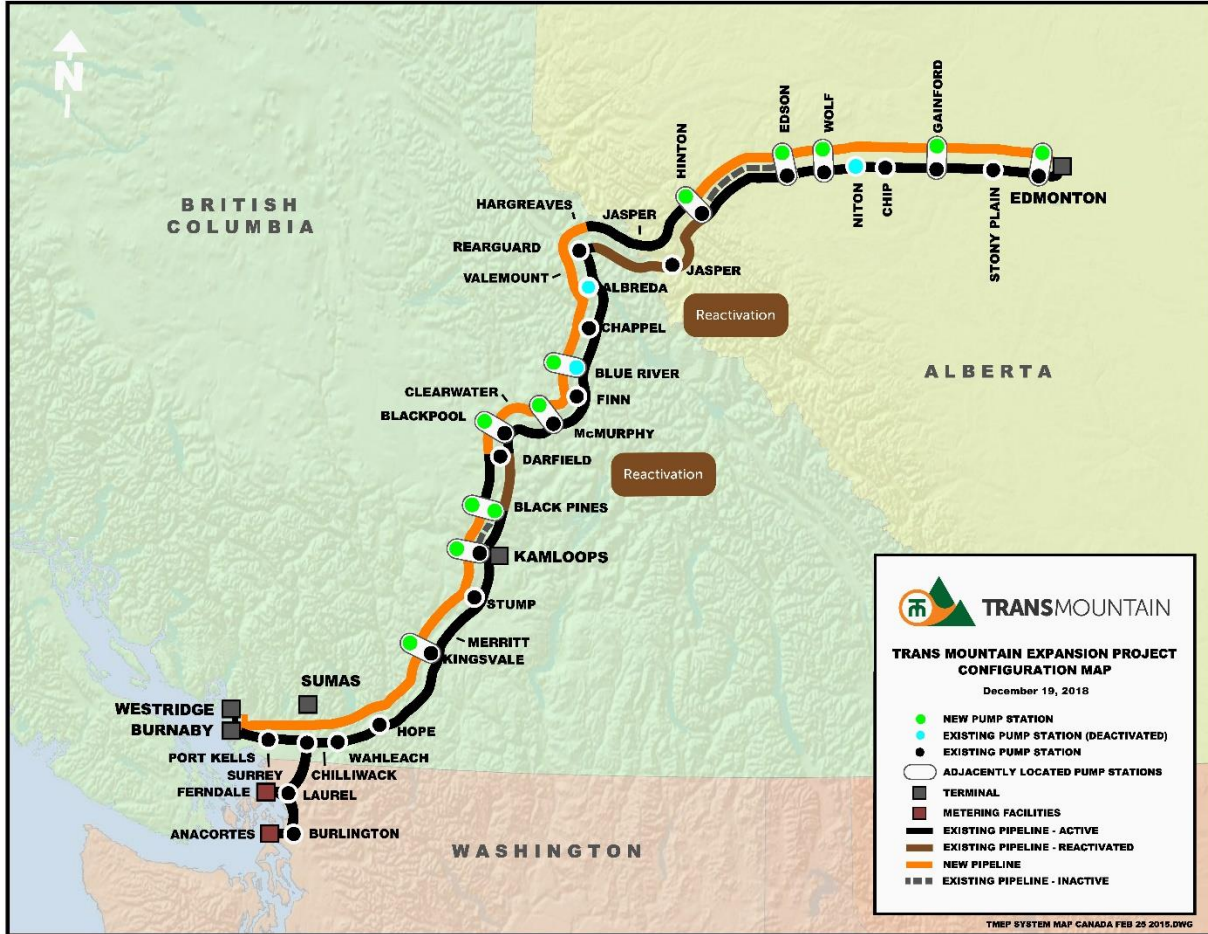 N
BRITISH
COLUMBIA
HARGREAVES
JASPER
HINTON
EDSON
WOLF
NITON
CHIP
GAINFORD
STONY PLAIN
EDMONTON
REARGUARD
VALEMOUNT
JASPER
ALBREDA
Reactivation
CHAPPEL
ALBERTA
BLUE RIVER
CLEARWATER
FINN
BLACKPOOL
McMURPHY
DARFIELD
Reactivation
BLACK PINES
KAMLOOPS
STUMP
MERRITT
KINGSVALE
SUMAS
WESTRIDGE
BURNABY
HOPE
PORT KELLS
WAHLEACH
SURREY
CHILLIWACK
FERNDALE
LAUREL
ANACORTES
BURLINGTON
WASHINGTON
TRANSMOUNTAIN
TRANS MOUNTAIN EXPANSION PROJECT
CONFIGURATION MAP
December 19, 2018
NEW PUMP STATION
EXISTING PUMP STATION (DEACTIVATED)
EXISTING PUMP STATION
ADJACENTLY LOCATED PUMP STATIONS
TERMINAL
METERING FACILITIES
EXISTING PIPELINE - ACTIVE
EXISTING PIPELINE - REACTIVATED
NEW PIPELINE
EXISTING PIPELINE - INACTIVE
TMEP SYSTEM MAP CANADA FEB 25 2015.DWG